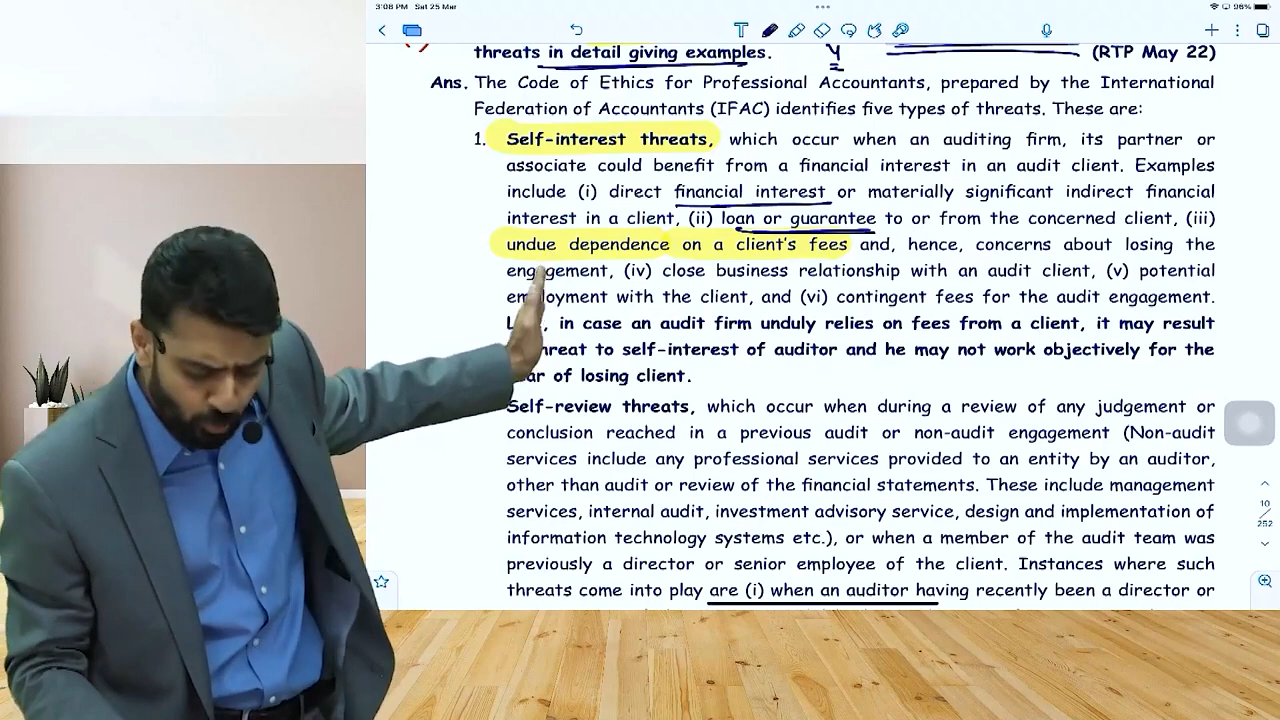 3:08 PM Sat 25 Mar
96%
threats in detail giving examples. (RTP May 22)
Ans. The Code of Ethics for Professional Accountants, prepared by the International
Federation of Accountants (IFAC) identifies five types of threats. These are:
1. Self-interest threats, which occur when an auditing firm, its partner or
associate could benefit from a financial interest in an audit client. Examples
include (i) direct financial interest or materially significant indirect financial
interest in a client, (ii) loan or guarantee to or from the concerned client, (iii)
undue dependence on a client's fees and, hence, concerns about losing the
engagement, (iv) close business relationship with an audit client, (v) potential
employment with the client, and (vi) contingent fees for the audit engagement.
in case an audit firm unduly relies on fees from a client, it may result
threat to self-interest of auditor and he may not work objectively for the
of losing client.
Self-review threats, which occur when during a review of any judgement or
conclusion reached in a previous audit or non-audit engagement (Non-audit
services include any professional services provided to an entity by an auditor,
other than audit or review of the financial statements. These include management
services, internal audit, investment advisory service, design and implementation of
information technology systems etc.), or when a member of the audit team was
previously a director or senior employee of the client. Instances where such
threats come into play are (i) when an auditor having recently been a director or
10
252